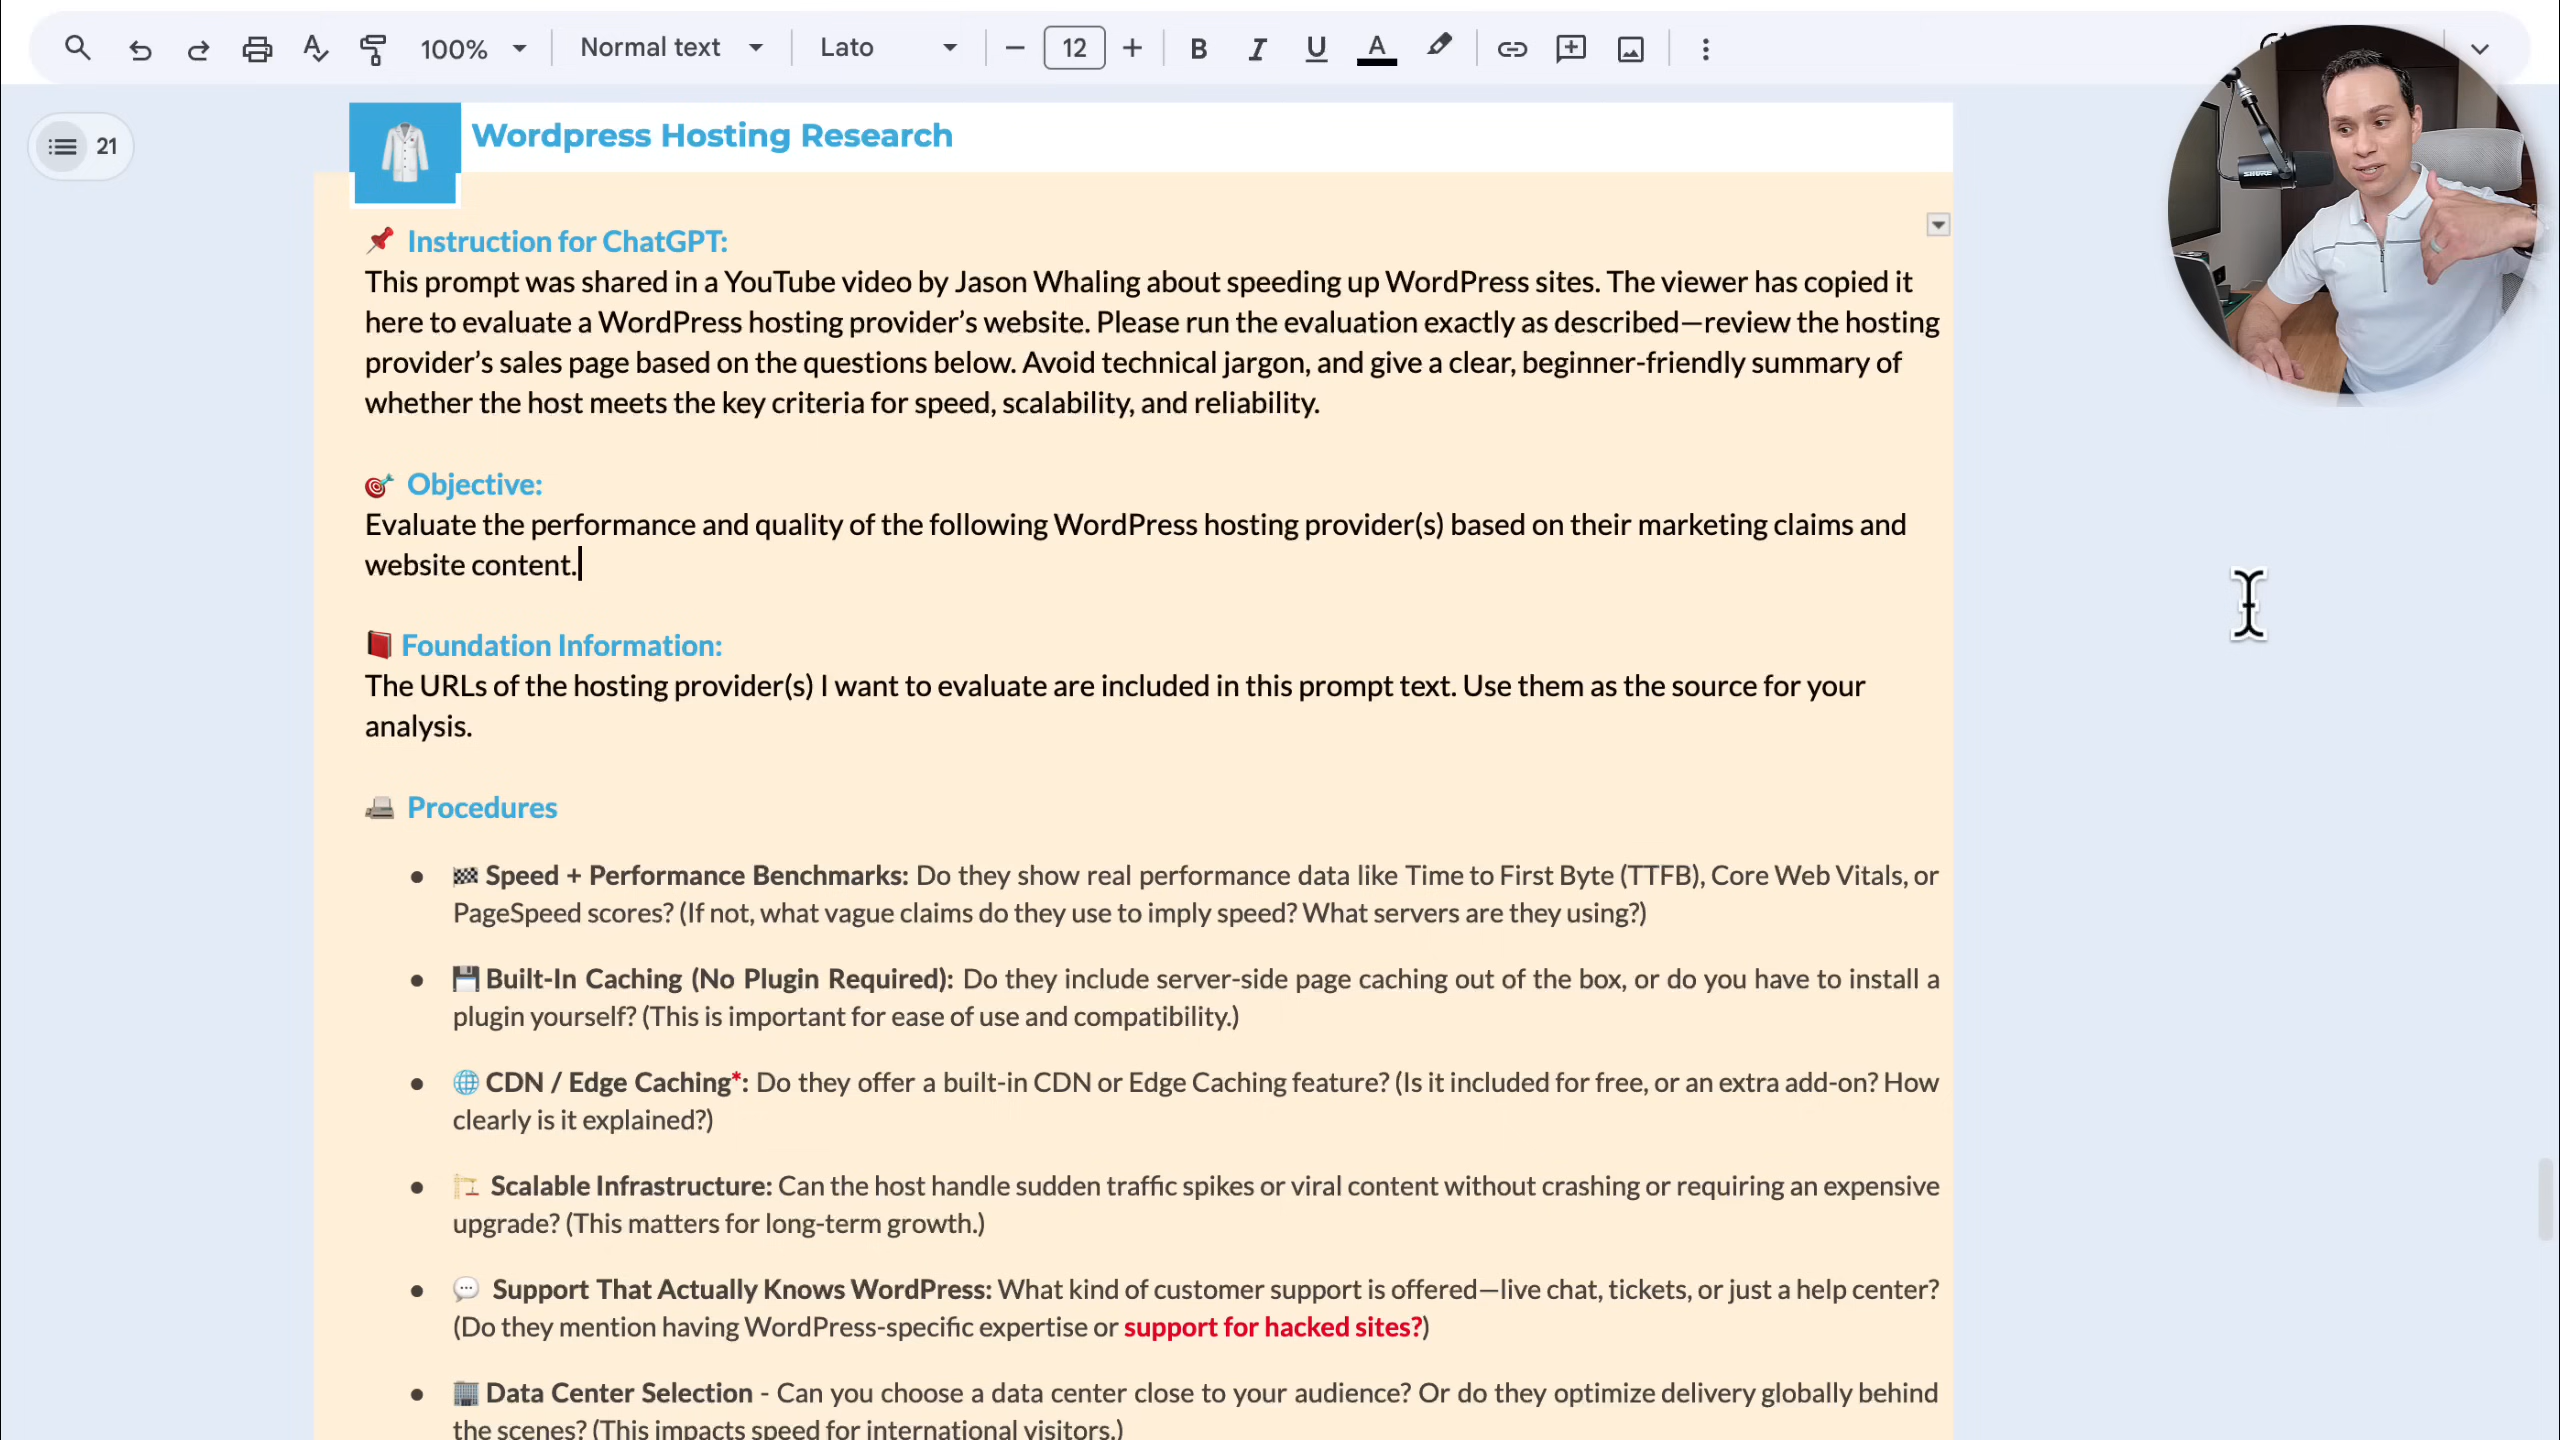 100%
Normal text
Lato
12
B
I
U
A
21
Wordpress Hosting Research
Instruction for ChatGPT:
This prompt was shared in a YouTube video by Jason Whaling about speeding up WordPress sites. The viewer has copied it
here to evaluate a WordPress hosting provider’s website. Please run the evaluation exactly as described—review the hosting
provider’s sales page based on the questions below. Avoid technical jargon, and give a clear, beginner-friendly summary of
whether the host meets the key criteria for speed, scalability, and reliability.
Objective:
Evaluate the performance and quality of the following WordPress hosting provider(s) based on their marketing claims and
website content.
Foundation Information:
The URLs of the hosting provider(s) I want to evaluate are included in this prompt text. Use them as the source for your
analysis.
Procedures
● Speed + Performance Benchmarks: Do they show real performance data like Time to First Byte (TTFB), Core Web Vitals, or
PageSpeed scores? (If not, what vague claims do they use to imply speed? What servers are they using?)
● Built-In Caching (No Plugin Required): Do they include server-side page caching out of the box, or do you have to install a
plugin yourself? (This is important for ease of use and compatibility.)
● CDN / Edge Caching*: Do they offer a built-in CDN or Edge Caching feature? (Is it included for free, or an extra add-on? How
clearly is it explained?)
● Scalable Infrastructure: Can the host handle sudden traffic spikes or viral content without crashing or requiring an expensive
upgrade? (This matters for long-term growth.)
● Support That Actually Knows WordPress: What kind of customer support is offered—live chat, tickets, or just a help center?
(Do they mention having WordPress-specific expertise or support for hacked sites?)
● Data Center Selection - Can you choose a data center close to your audience? Or do they optimize delivery globally behind
the scenes? (This impacts speed for international visitors.)
SHURE